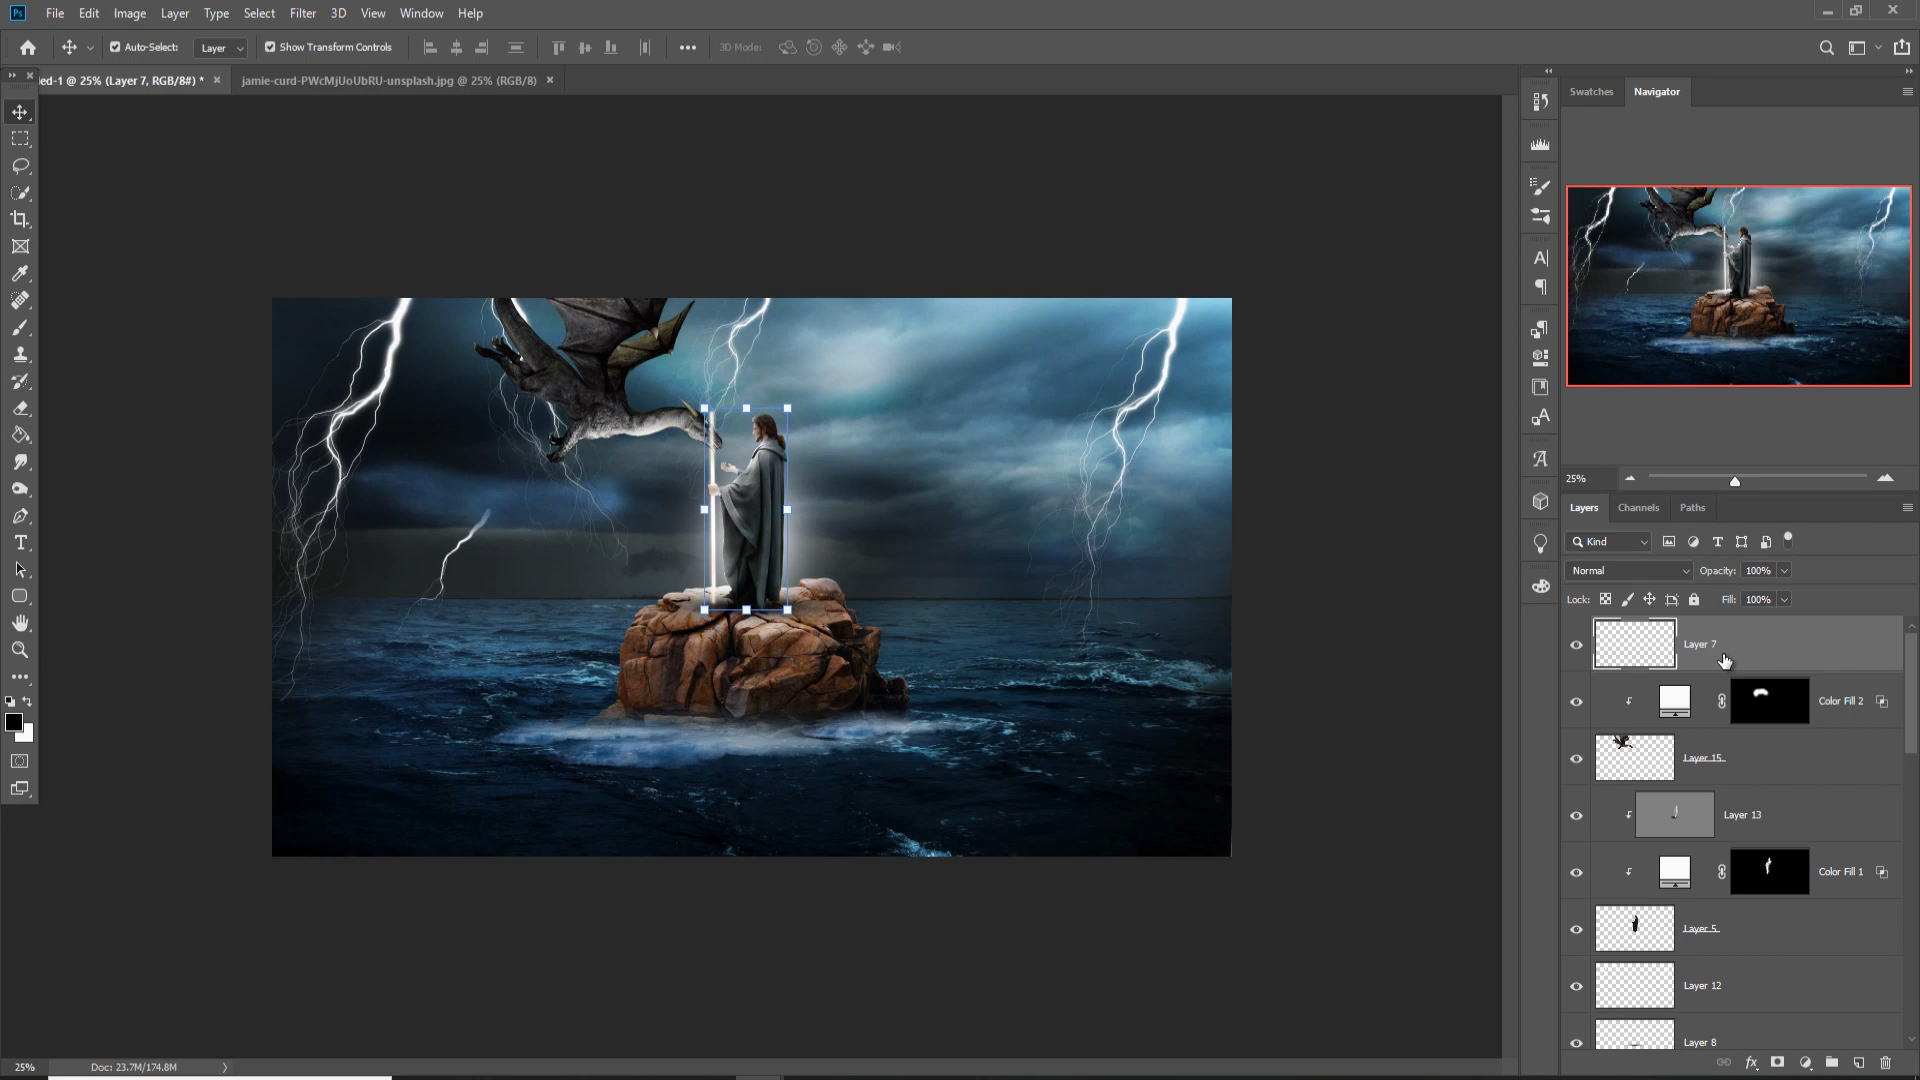 Ps File Edit Image Layer Type Select Filter 3D View Window Help
Auto-Select: Layer Show Transform Controls 3D Mode:
ed-1 @ 25% (Layer 7, RGB/8#) * × jamie-curd-PWcMjUoUbRU-unsplash.jpg @ 25% (RGB/8) ×
Swatches Navigator
25%
Layers Channels Paths
Kind
Normal Opacity: 100%
Lock: Fill: 100%
Layer 7
Color Fill 2
Layer 15
Layer 13
Color Fill 1
Layer 5
Layer 12
Layer 8
25% Doc: 23.7M/174.8M